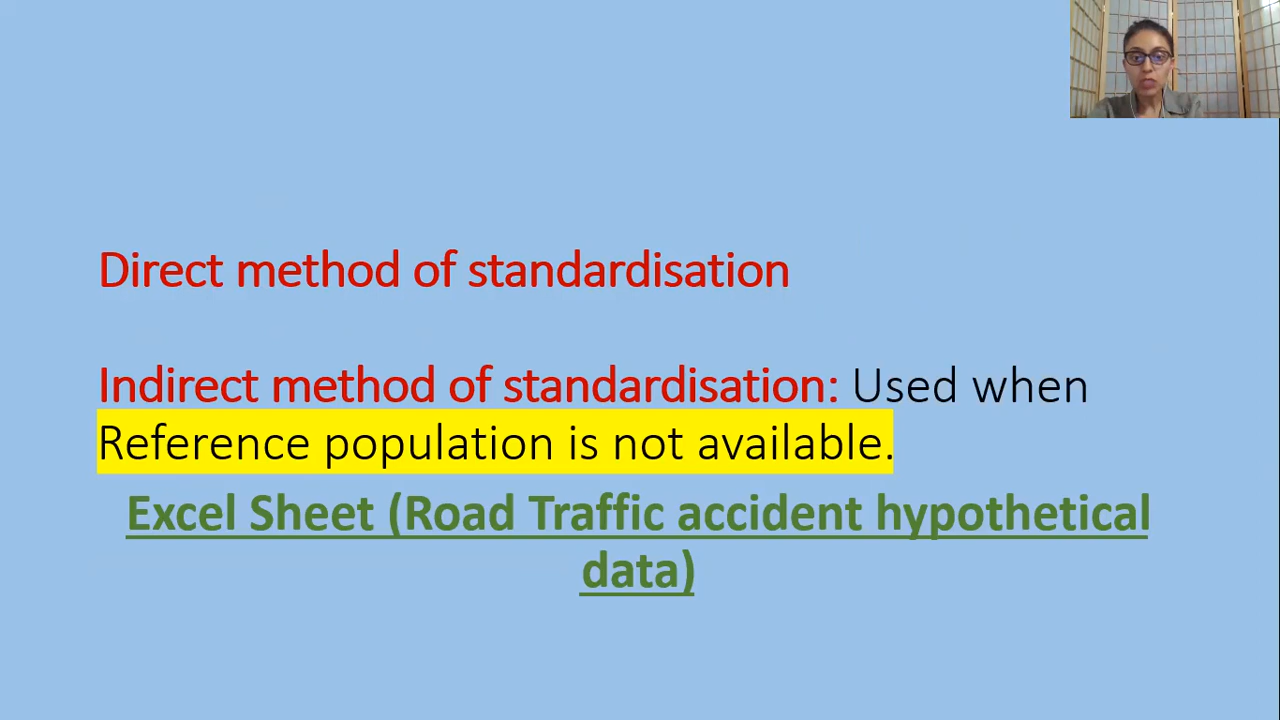 Direct method of standardisation
Indirect method of standardisation: Used when
Reference population is not available.
Excel Sheet (Road Traffic accident hypothetical
data)